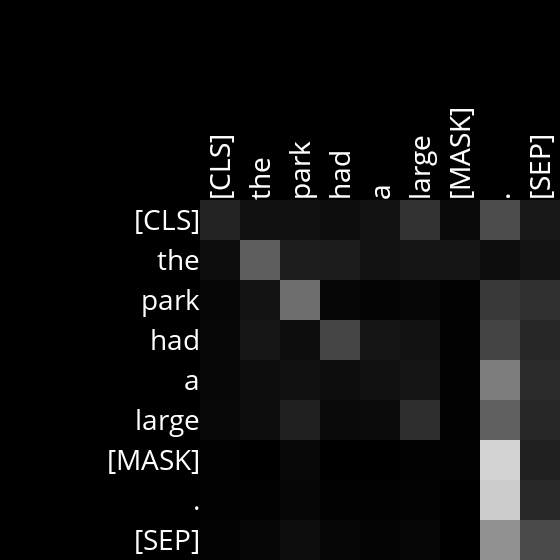 [CLS] the park had a large [MASK] . [SEP]
[CLS]
the
park
had
a
large
[MASK]
.
[SEP]